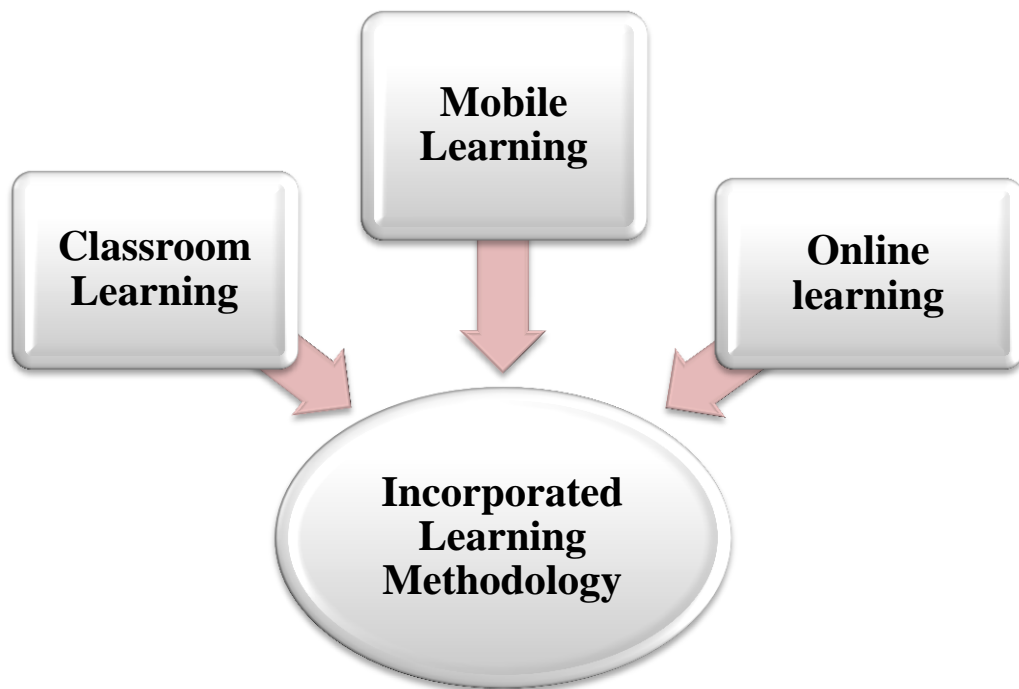 Mobile
Learning
Classroom
Learning
Online
learning
Incorporated
Learning
Methodology